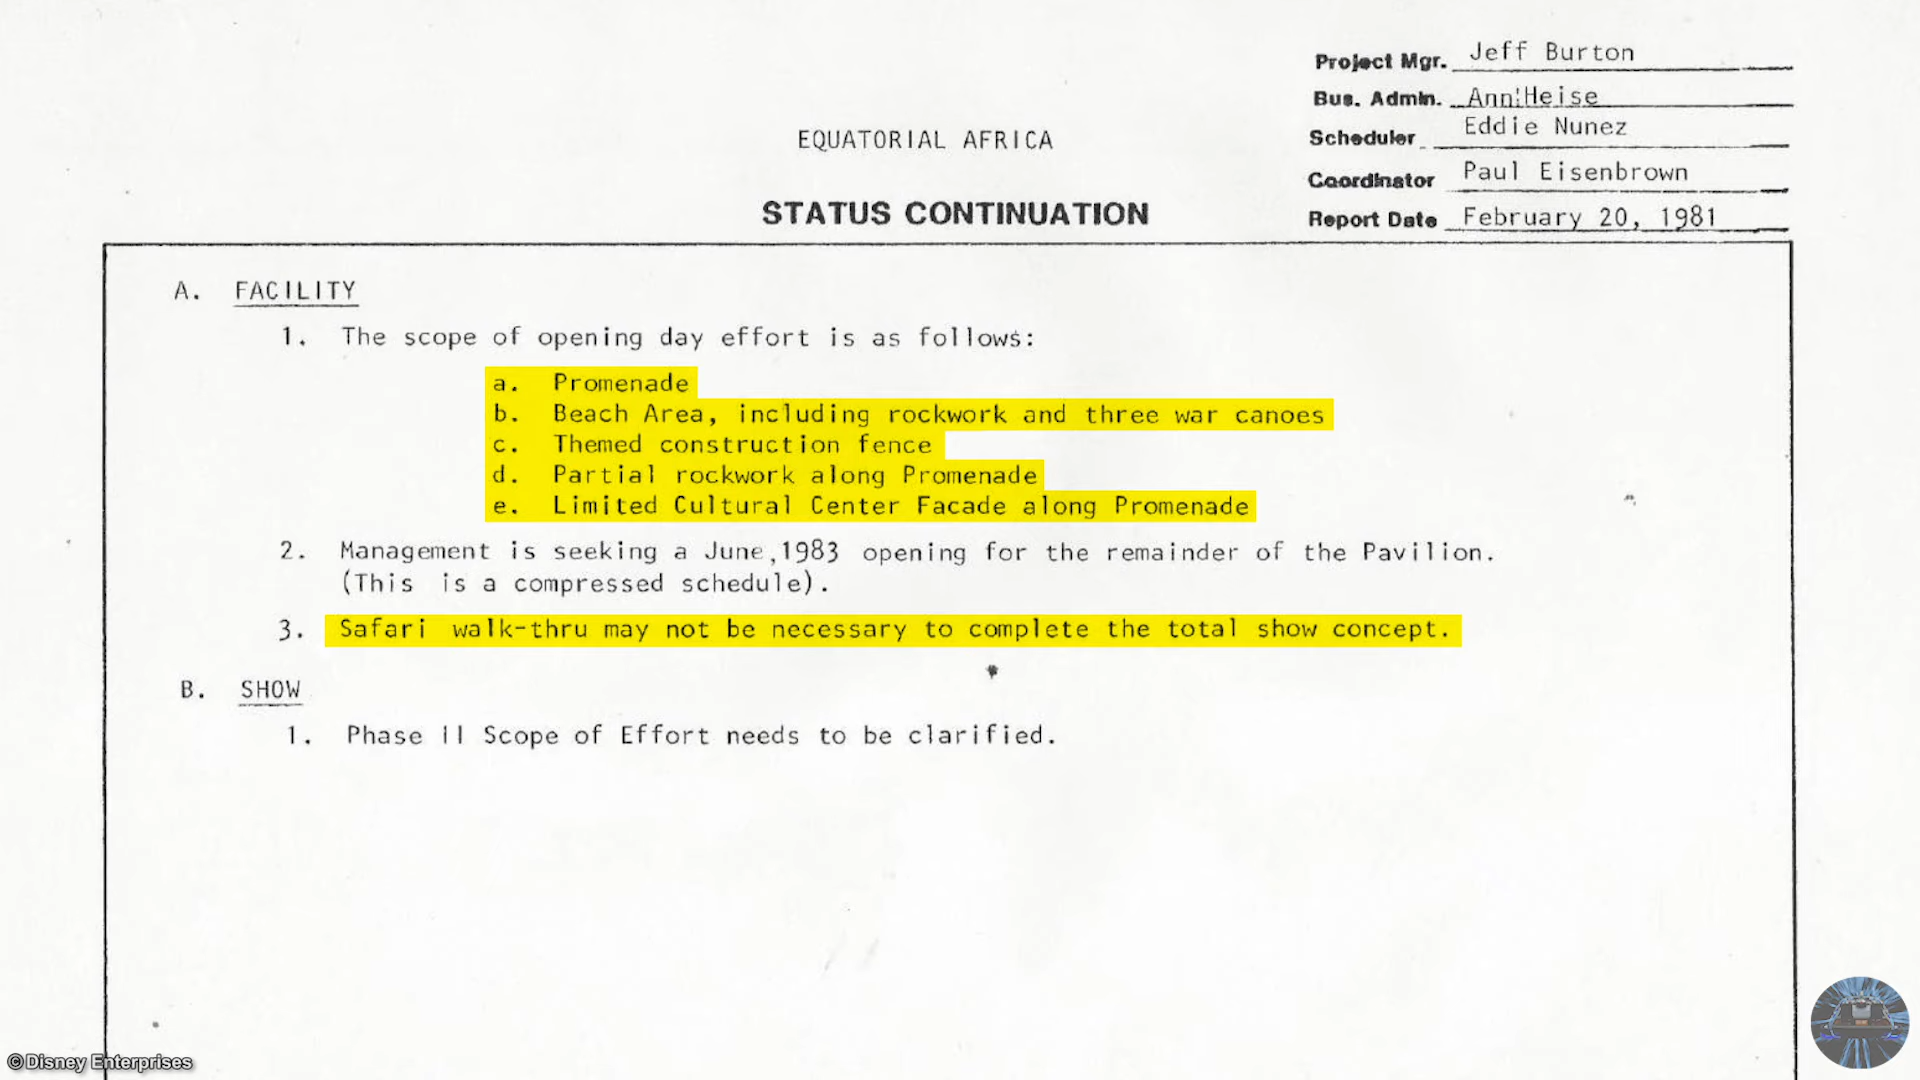 Project Mgr. Jeff Burton
Bus. Admin. Ann Heise
EQUATORIAL AFRICA
Scheduler Eddie Nunez
Coordinator Paul Eisenbrown
STATUS CONTINUATION
Report Date February 20, 1981
A. FACILITY
1. The scope of opening day effort is as follows:
a. Promenade
b. Beach Area, including rockwork and three war canoes
c. Themed construction fence
d. Partial rockwork along Promenade
e. Limited Cultural Center Facade along Promenade
2. Management is seeking a June,1983 opening for the remainder of the Pavilion.
(This is a compressed schedule).
3. Safari walk-thru may not be necessary to complete the total show concept.
B. SHOW
1. Phase II Scope of Effort needs to be clarified.
©Disney Enterprises